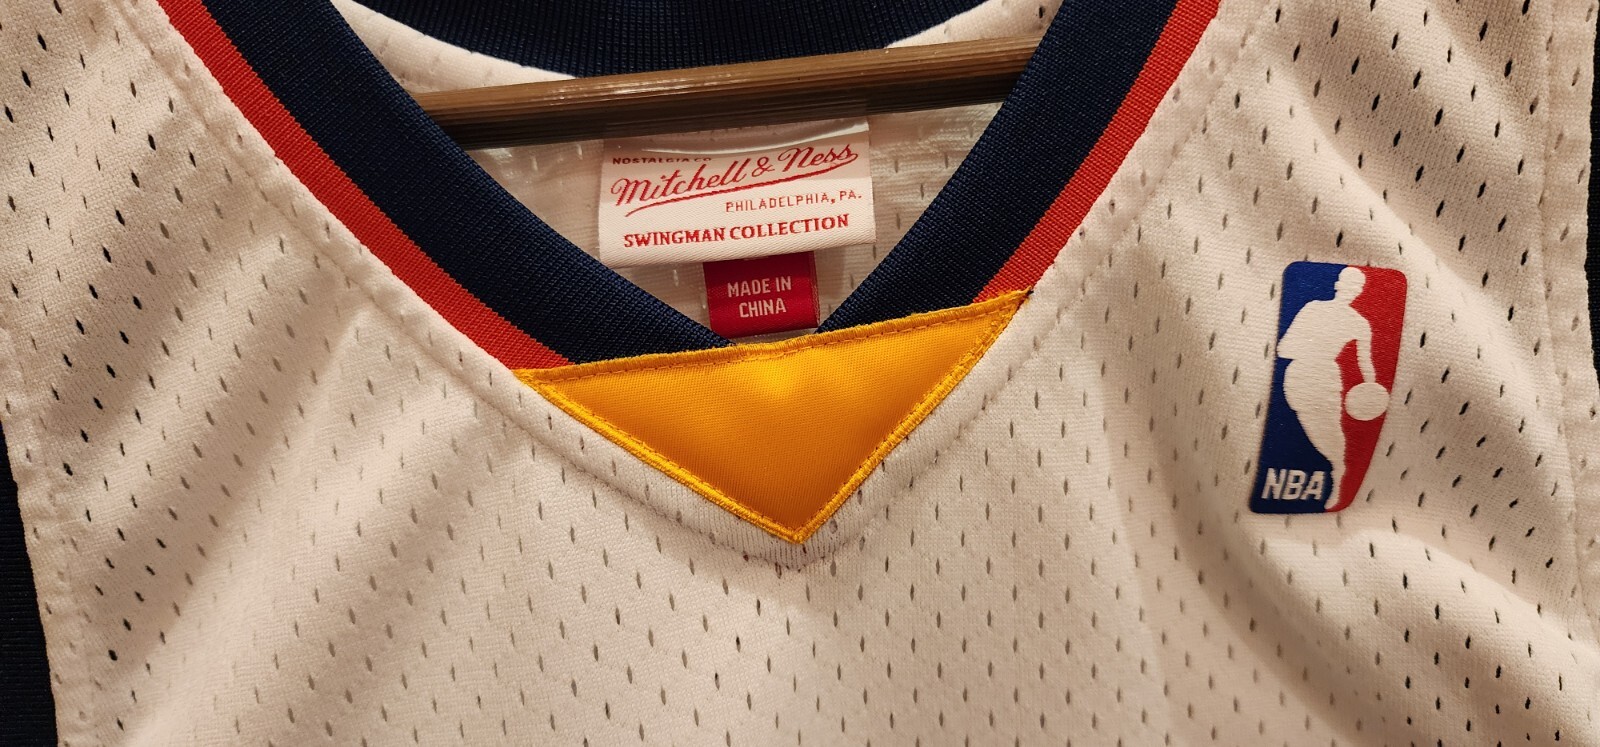 NOSTALGIA CO
Mitchell & Ness
PHILADELPHIA, PA.
SWINGMAN COLLECTION
MADE IN
CHINA
NBA